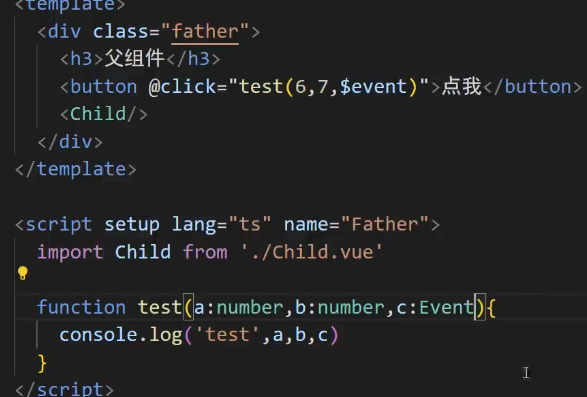 <template>
<div class="father">
<h3>父组件</h3>
<button @click="test(6,7,$event)">点我</button>
<Child/>
</div>
</template>
<script setup lang="ts" name="Father">
import Child from './Child.vue'
function test(a:number,b:number,c:Event){
console.log('test',a,b,c)
}
</script>